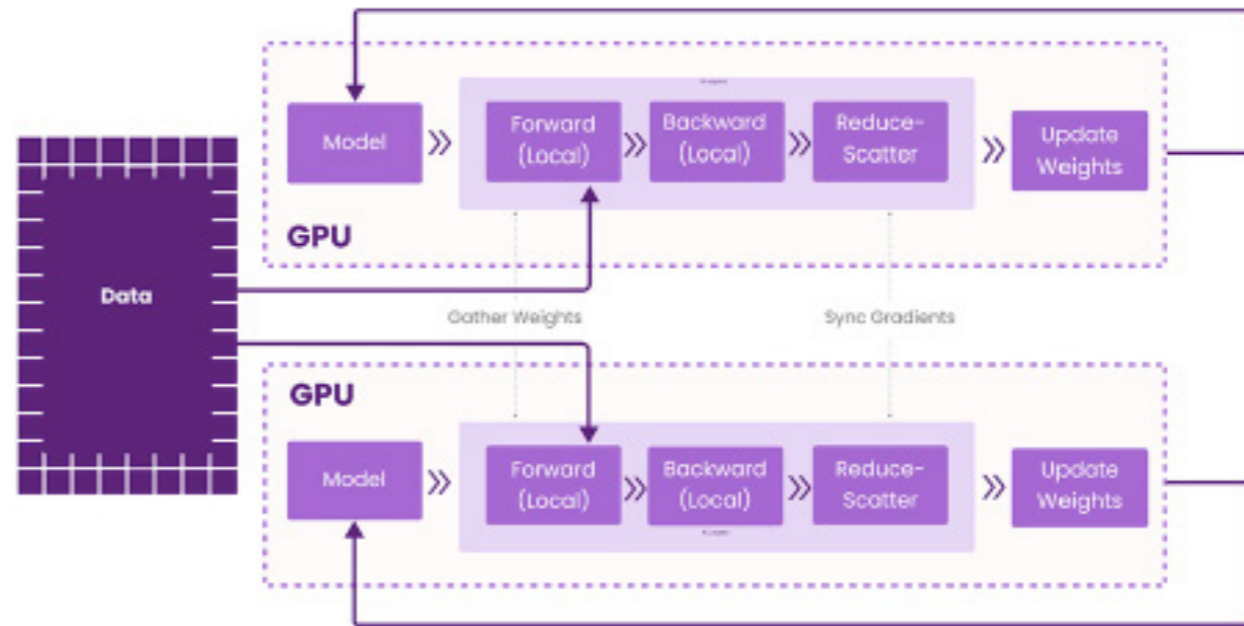 Model
Forward
(Local)
Backward
(Local)
Reduce-
Scatter
Update
Weights
GPU
Data
Gather Weights
Sync Gradients
GPU
Model
Forward
(Local)
Backward
(Local)
Reduce-
Scatter
Update
Weights